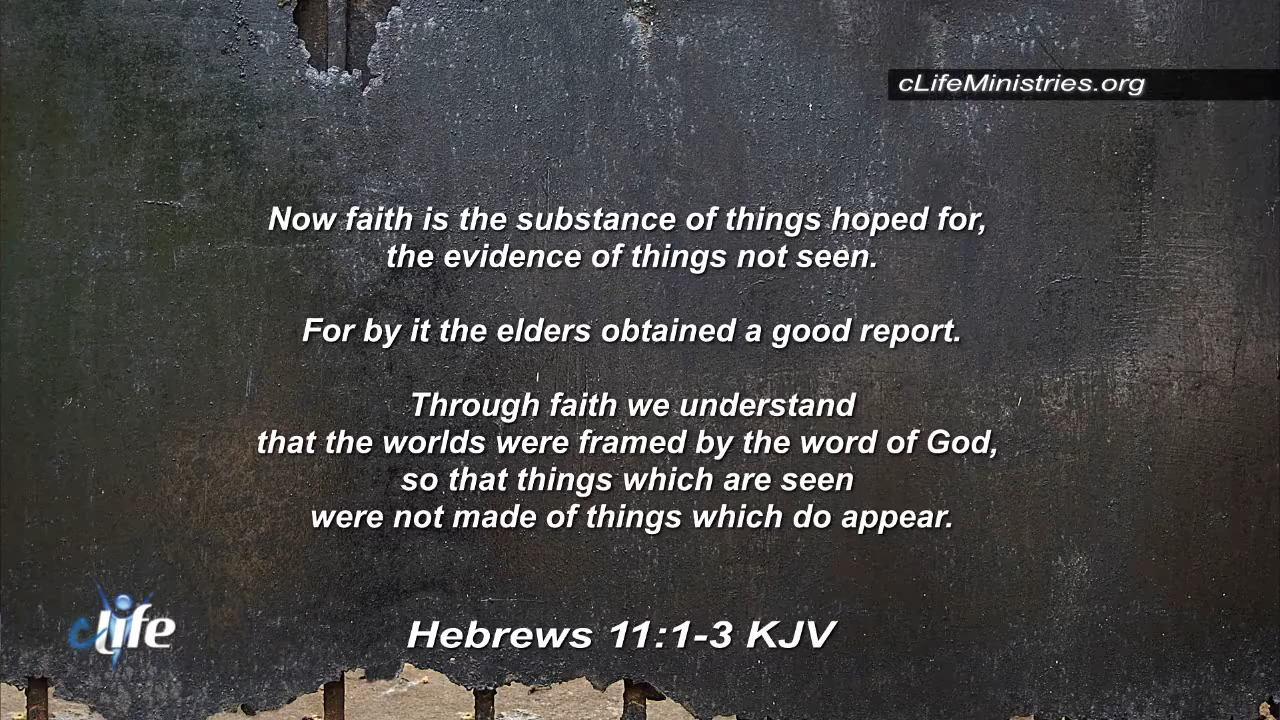 cLifeMinistries.org
Now faith is the substance of things hoped for,
the evidence of things not seen.
For by it the elders obtained a good report.
Through faith we understand
that the worlds were framed by the word of God,
so that things which are seen
were not made of things which do appear.
cLife
Hebrews 11:1-3 KJV